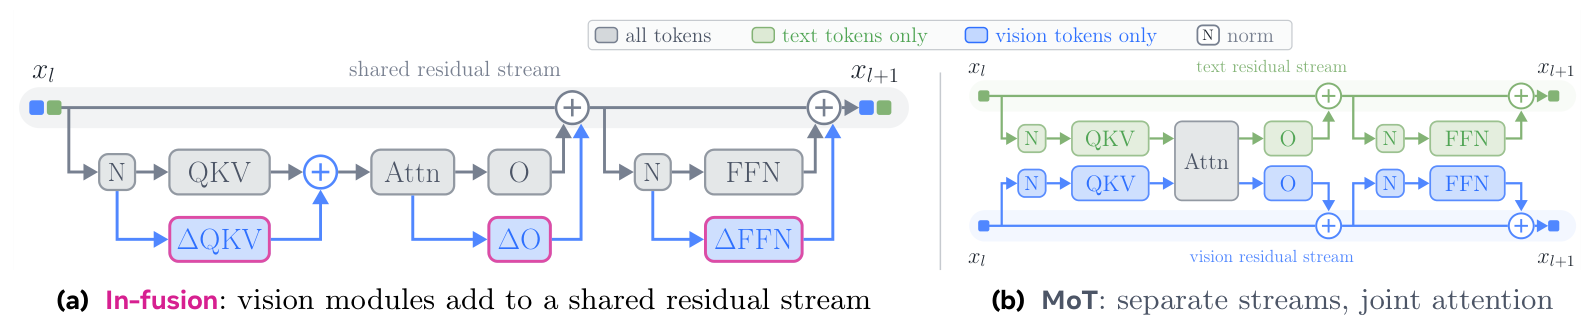 all tokens text tokens only vision tokens only N norm
x_l shared residual stream x_{l+1}
N QKV + Attn O + N FFN +
ΔQKV ΔO ΔFFN
(a) In-fusion: vision modules add to a shared residual stream
x_l text residual stream x_{l+1}
+ +
N QKV O N FFN
Attn
N QKV O N FFN
+ +
x_l vision residual stream x_{l+1}
(b) MoT: separate streams, joint attention